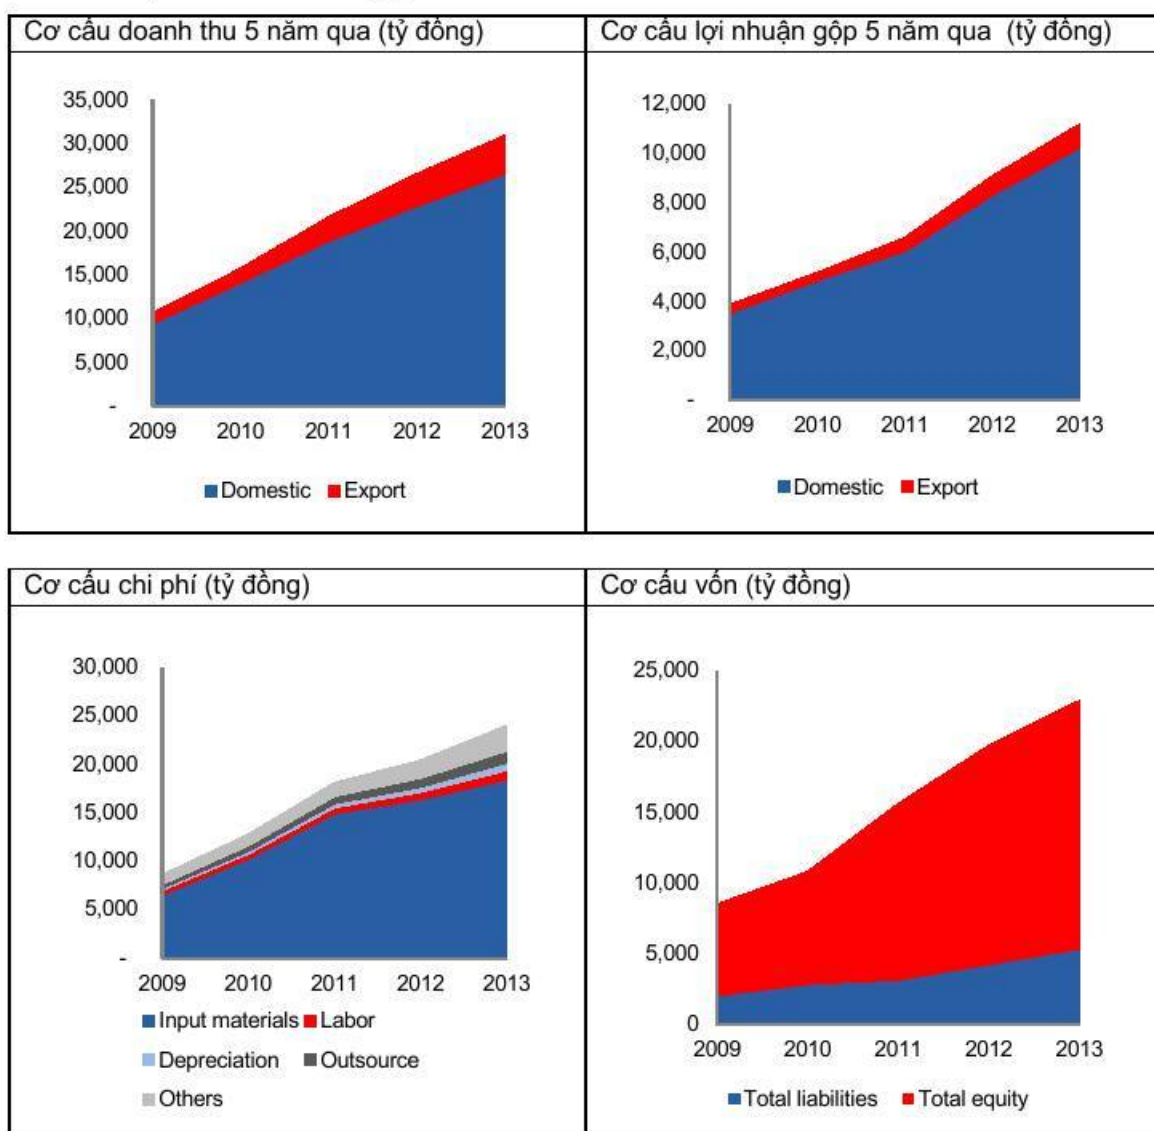 Cơ cấu doanh thu 5 năm qua (tỷ đồng)
35,000
30,000
25,000
20,000
15,000
10,000
5,000
-
2009 2010 2011 2012 2013
Domestic Export
Cơ cấu lợi nhuận gộp 5 năm qua (tỷ đồng)
12,000
10,000
8,000
6,000
4,000
2,000
-
2009 2010 2011 2012 2013
Domestic Export
Cơ cấu chi phí (tỷ đồng)
30,000
25,000
20,000
15,000
10,000
5,000
-
2009 2010 2011 2012 2013
Input materials Labor
Depreciation Outsource
Others
Cơ cấu vốn (tỷ đồng)
25,000
20,000
15,000
10,000
5,000
0
2009 2010 2011 2012 2013
Total liabilities Total equity